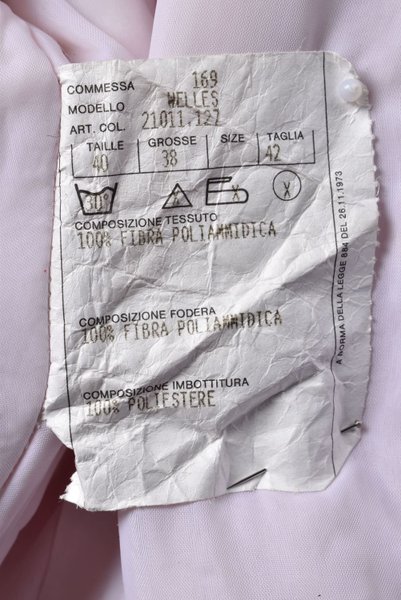 COMMESSA 169
MODELLO WELLES
ART. COL. 21011.127
TAILLE GROSSE SIZE TAGLIA
40 38 42
30°
COMPOSIZIONE TESSUTO
100% FIBRA POLIAMMIDICA
COMPOSIZIONE FODERA
100% FIBRA POLIAMMIDICA
COMPOSIZIONE IMBOTTITURA
100% POLIESTERE
A NORMA DELLA LEGGE 884 DEL 26.11.1973